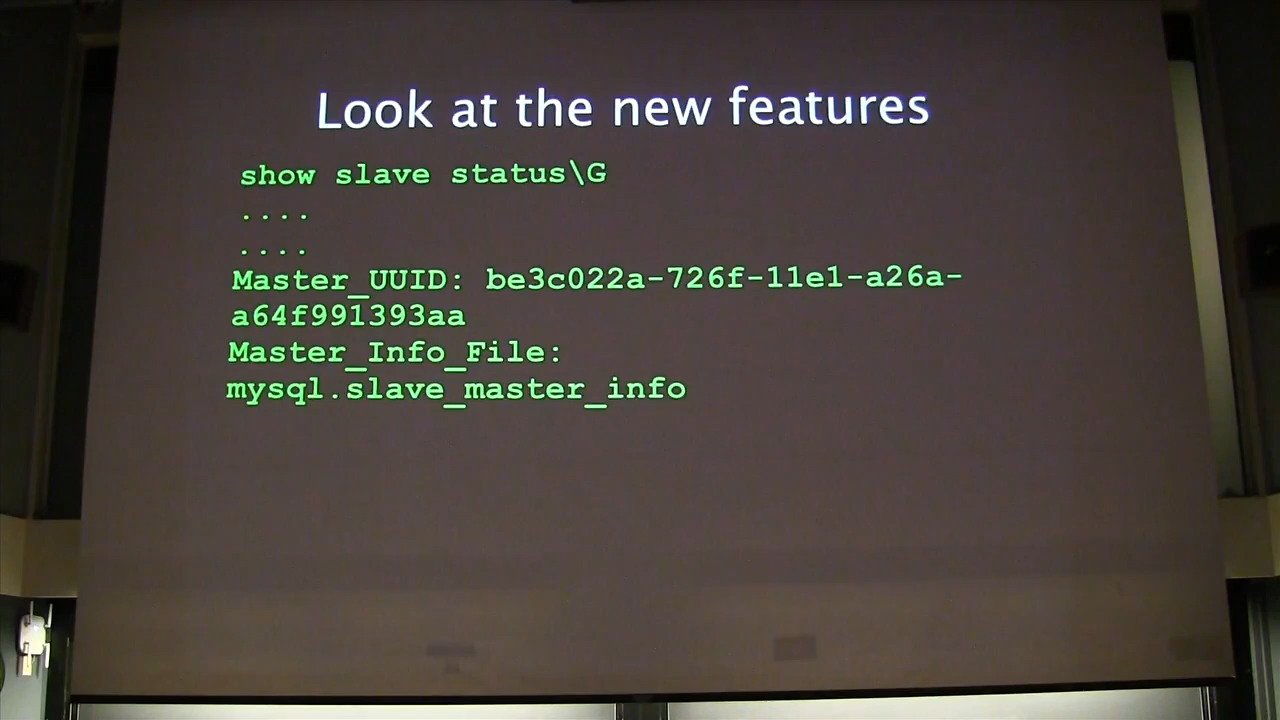 Look at the new features
show slave status\G
....
....
Master_UUID: be3c022a-726f-11e1-a26a-
a64f991393aa
Master_Info_File:
mysql.slave_master_info